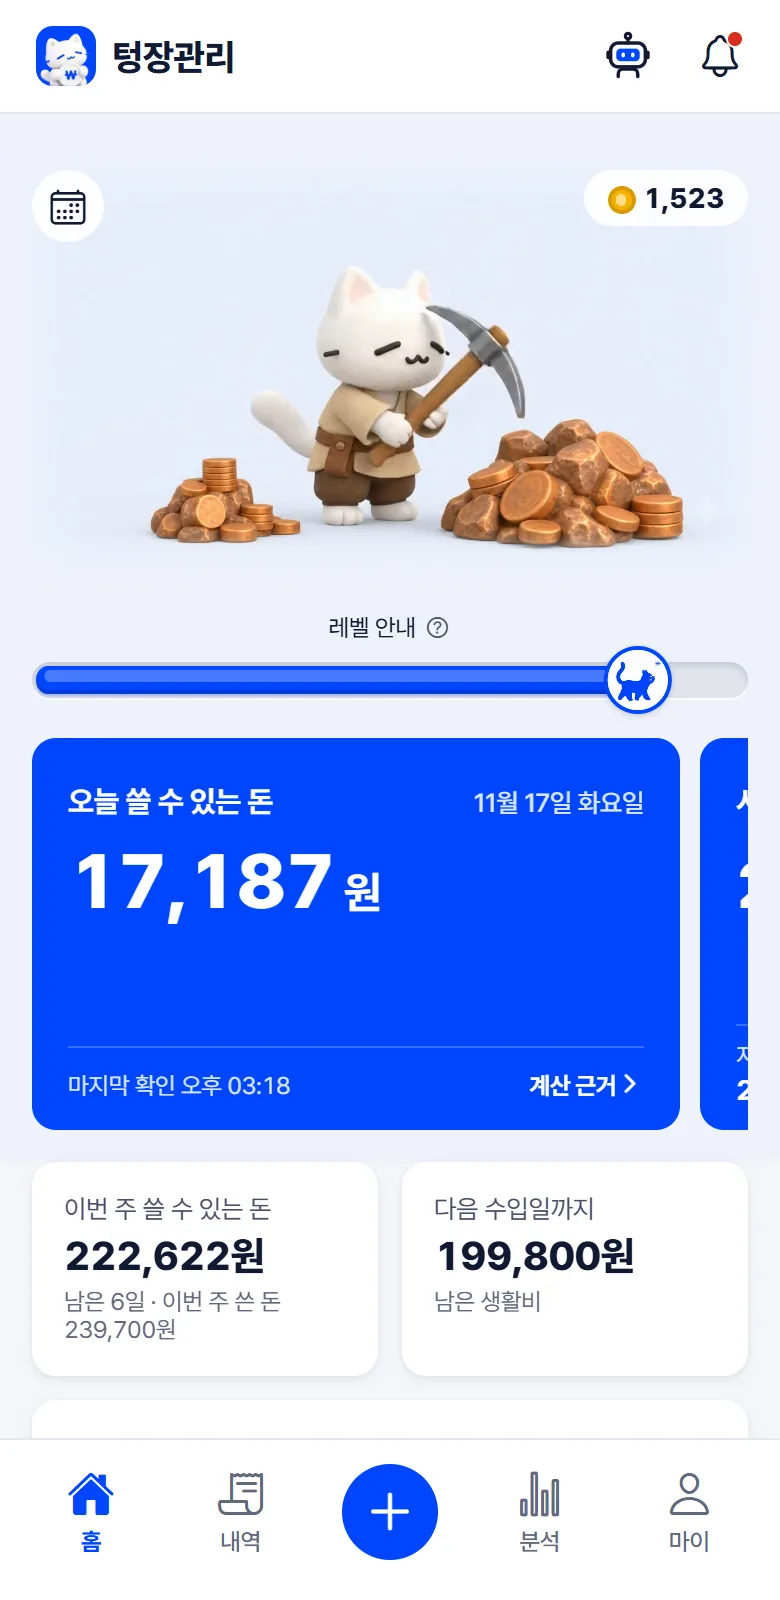 텅장관리
1,523
레벨 안내
오늘 쓸 수 있는 돈
11월 17일 화요일
17,187 원
마지막 확인 오후 03:18
계산 근거
이번 주 쓸 수 있는 돈
222,622원
남은 6일 · 이번 주 쓴 돈
239,700원
다음 수입일까지
199,800원
남은 생활비
홈
내역
분석
마이